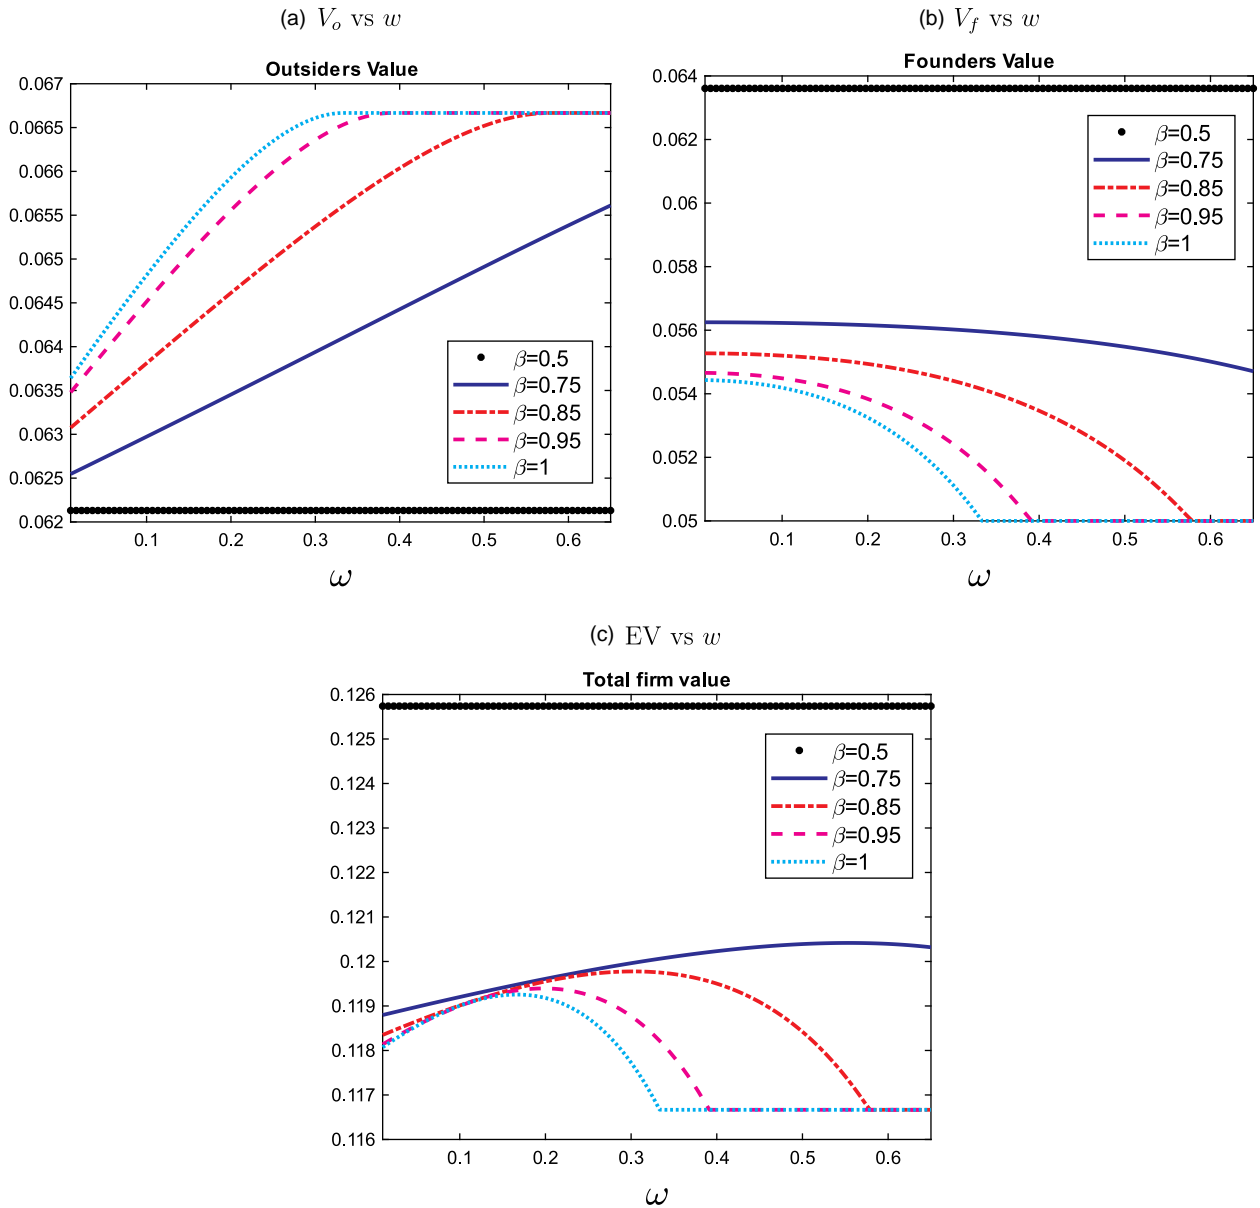 (a) V_o vs w
Outsiders Value
0.067
0.0665
0.066
0.0655
0.065
0.0645
0.064
0.0635
0.063
0.0625
0.062
β=0.5
β=0.75
β=0.85
β=0.95
β=1
0.1 0.2 0.3 0.4 0.5 0.6
ω
(b) V_f vs w
Founders Value
0.064
0.062
0.06
0.058
0.056
0.054
0.052
0.05
β=0.5
β=0.75
β=0.85
β=0.95
β=1
0.1 0.2 0.3 0.4 0.5 0.6
ω
(c) EV vs w
Total firm value
0.126
0.125
0.124
0.123
0.122
0.121
0.12
0.119
0.118
0.117
0.116
β=0.5
β=0.75
β=0.85
β=0.95
β=1
0.1 0.2 0.3 0.4 0.5 0.6
ω